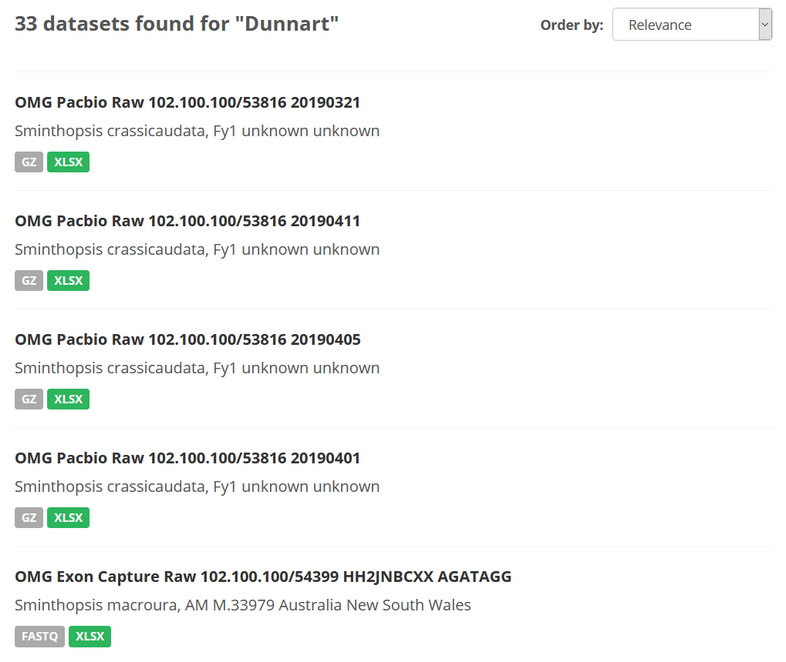 33 datasets found for "Dunnart"
Order by: Relevance
OMG Pacbio Raw 102.100.100/53816 20190321
Sminthopsis crassicaudata, Fy1 unknown unknown
GZ XLSX
OMG Pacbio Raw 102.100.100/53816 20190411
Sminthopsis crassicaudata, Fy1 unknown unknown
GZ XLSX
OMG Pacbio Raw 102.100.100/53816 20190405
Sminthopsis crassicaudata, Fy1 unknown unknown
GZ XLSX
OMG Pacbio Raw 102.100.100/53816 20190401
Sminthopsis crassicaudata, Fy1 unknown unknown
GZ XLSX
OMG Exon Capture Raw 102.100.100/54399 HH2JNBCXX AGATAGG
Sminthopsis macroura, AM M.33979 Australia New South Wales
FASTQ XLSX